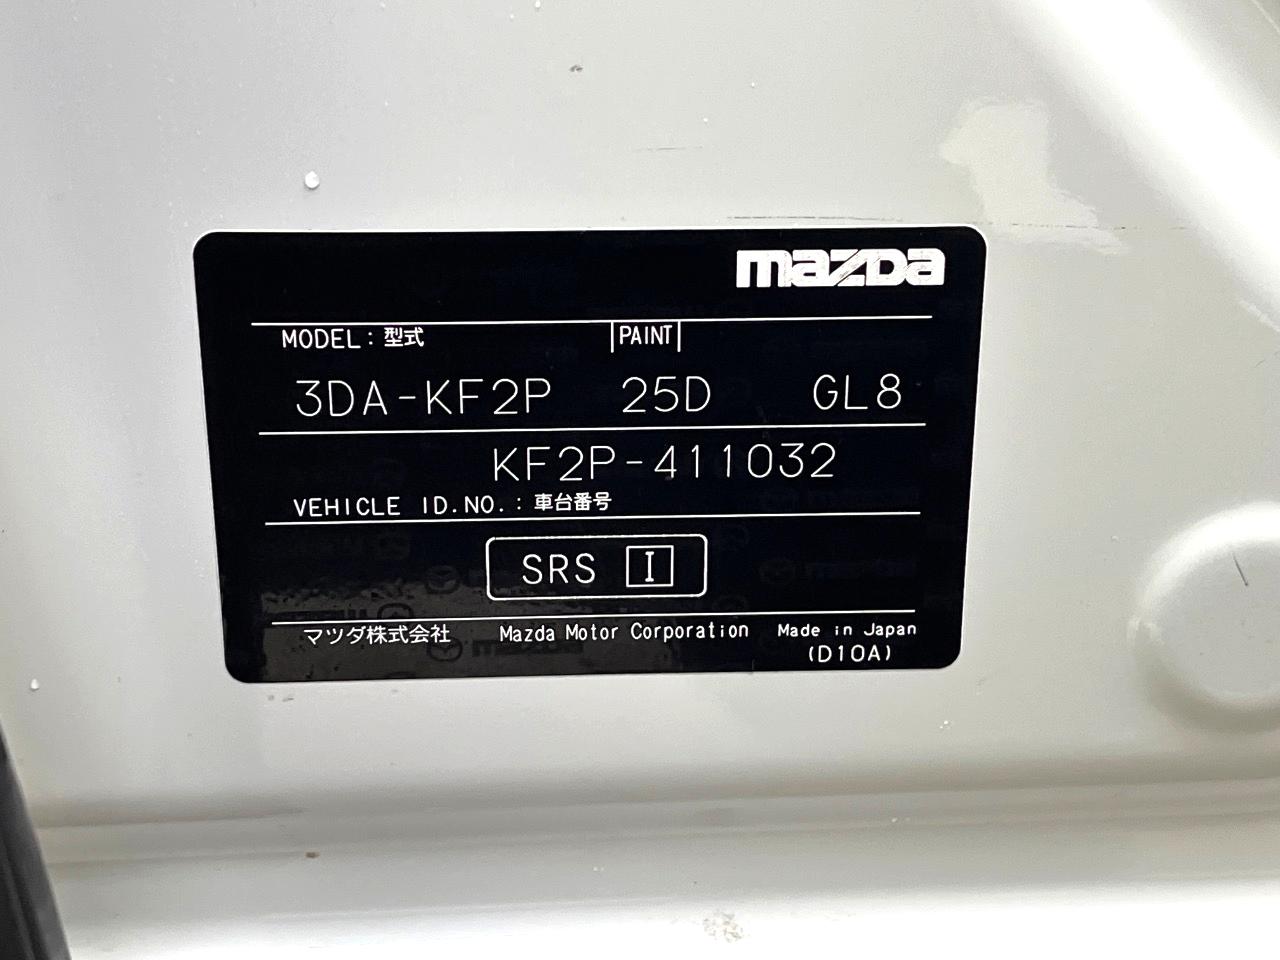 mazda
MODEL：型式 PAINT
3DA-KF2P 25D GL8
KF2P-411032
VEHICLE ID.NO.：車台番号
SRS I
マツダ株式会社 Mazda Motor Corporation Made in Japan
(D10A)